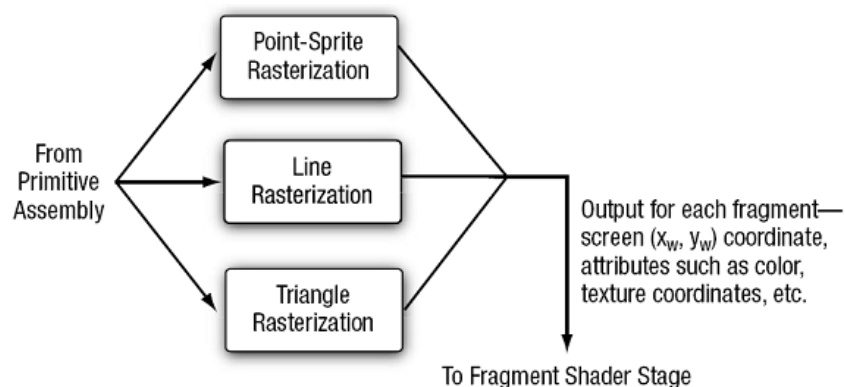 Point-Sprite
Rasterization
From
Primitive
Assembly
Line
Rasterization
Triangle
Rasterization
Output for each fragment—
screen (xw, yw) coordinate,
attributes such as color,
texture coordinates, etc.
To Fragment Shader Stage